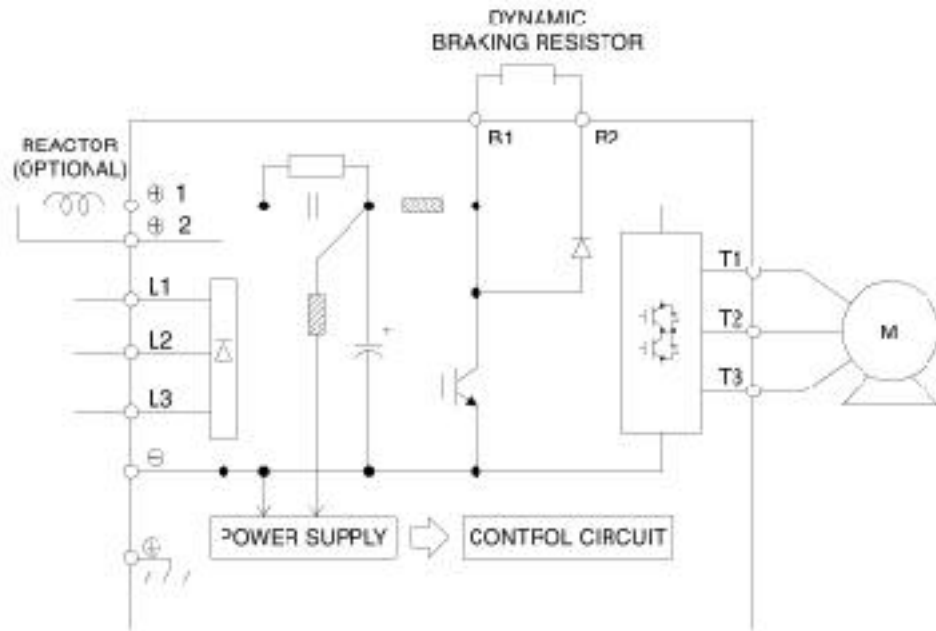 DYNAMIC
BRAKING RESISTOR
REACTOR
(OPTIONAL)
B1
B2
⊕ 1
⊕ 2
L1
L2
L3
⊖
+
T1
T2
T3
M
POWER SUPPLY
CONTROL CIRCUIT